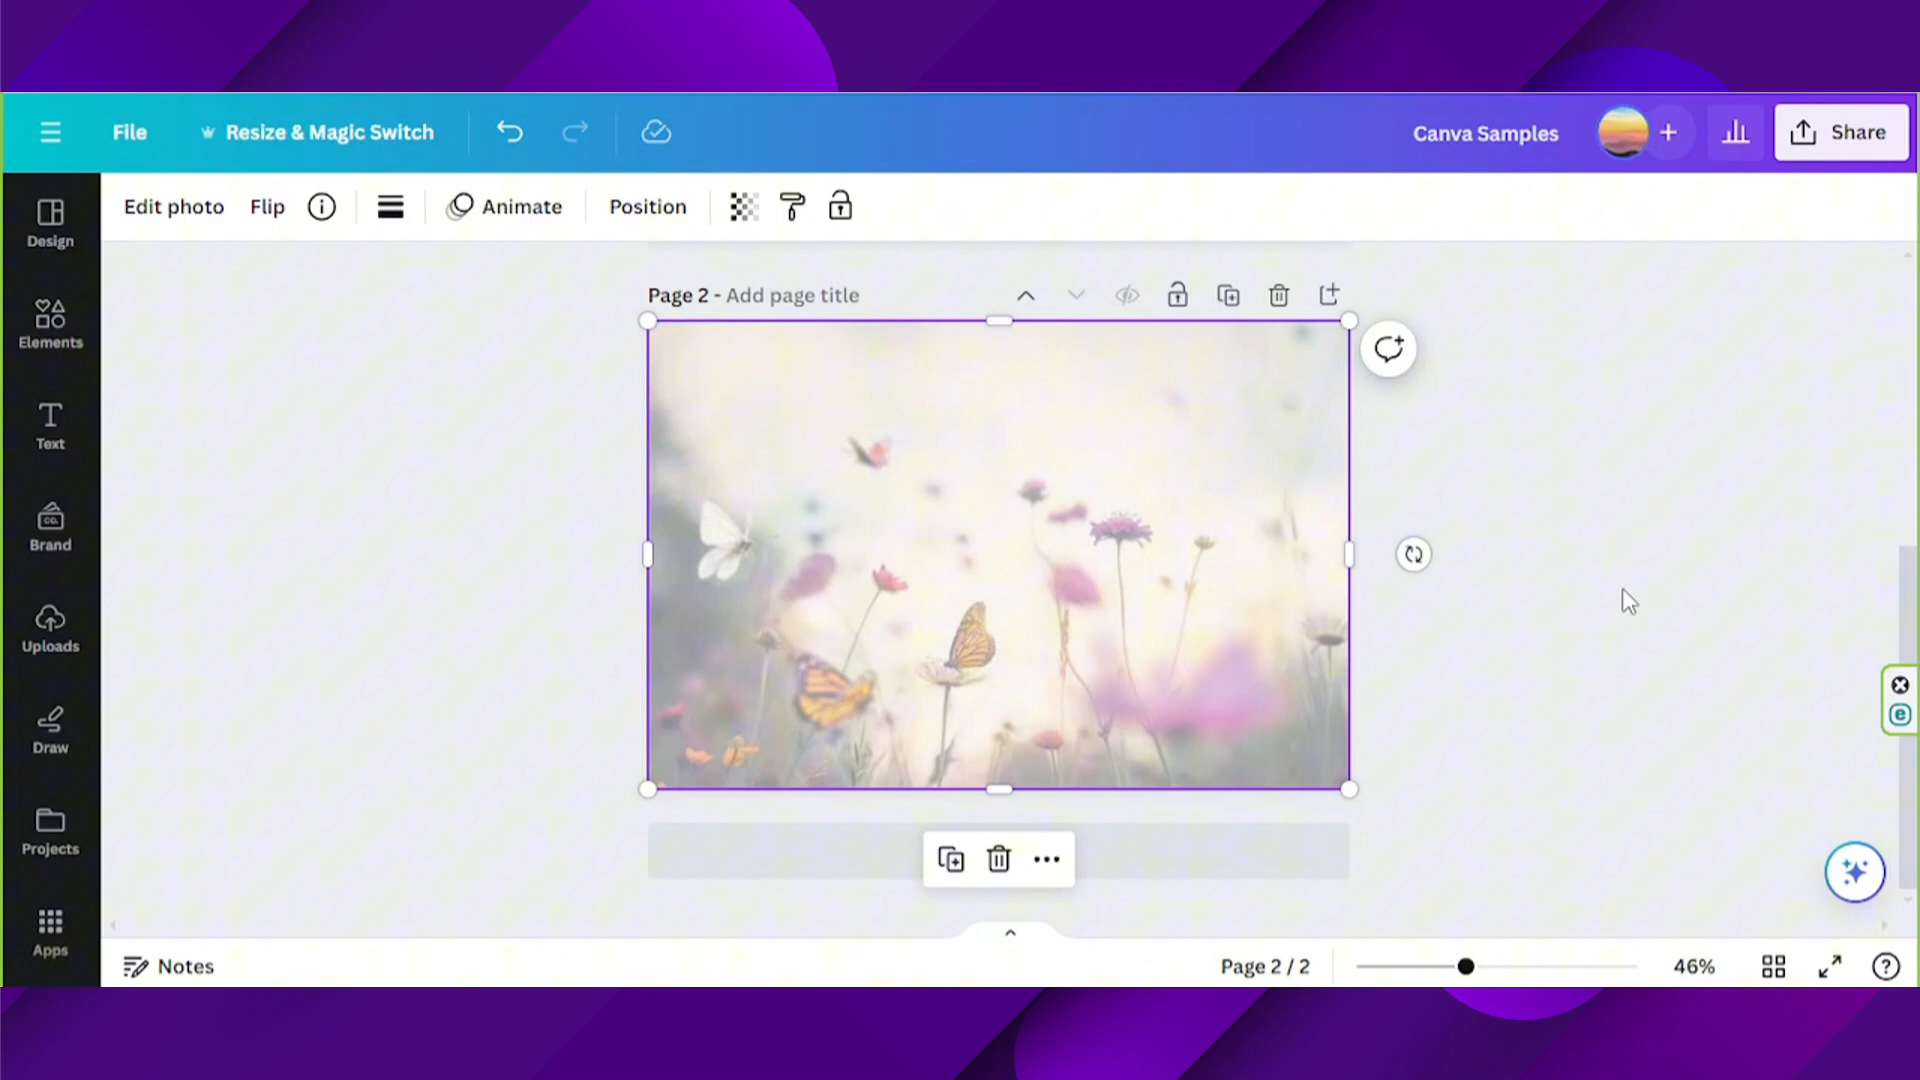 File
Resize & Magic Switch
Canva Samples
Share
Edit photo
Flip
Animate
Position
Design
Elements
Text
CO.
Brand
Uploads
Draw
Projects
Apps
Page 2 - Add page title
Notes
Page 2 / 2
46%